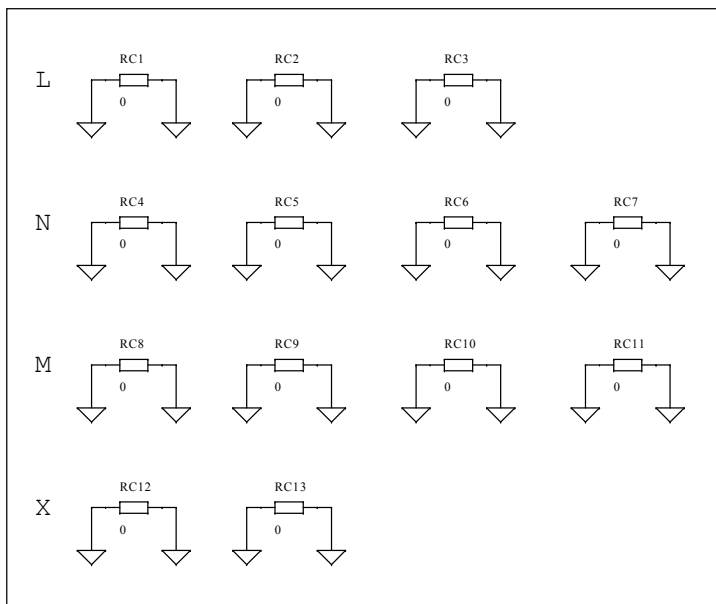 RC1 RC2 RC3
L
0 0 0
RC4 RC5 RC6 RC7
N
0 0 0 0
RC8 RC9 RC10 RC11
M
0 0 0 0
RC12 RC13
X
0 0